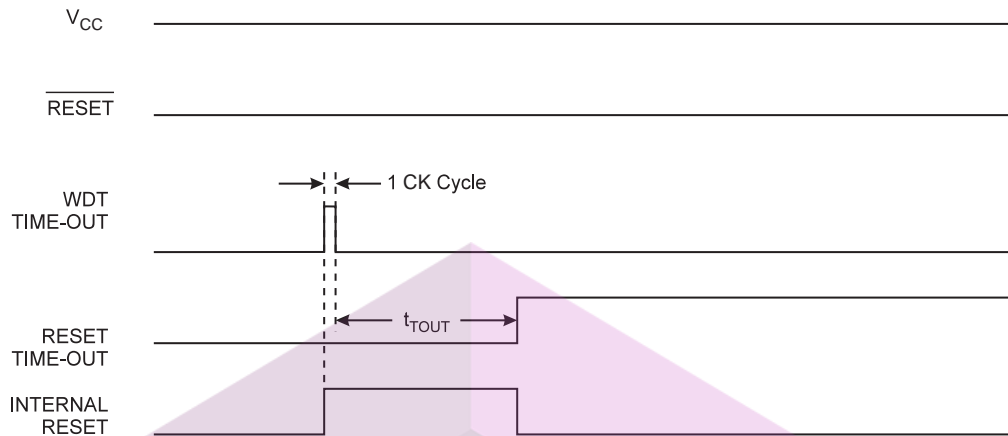 VCC
RESET
1 CK Cycle
WDT
TIME-OUT
tTOUT
RESET
TIME-OUT
INTERNAL
RESET